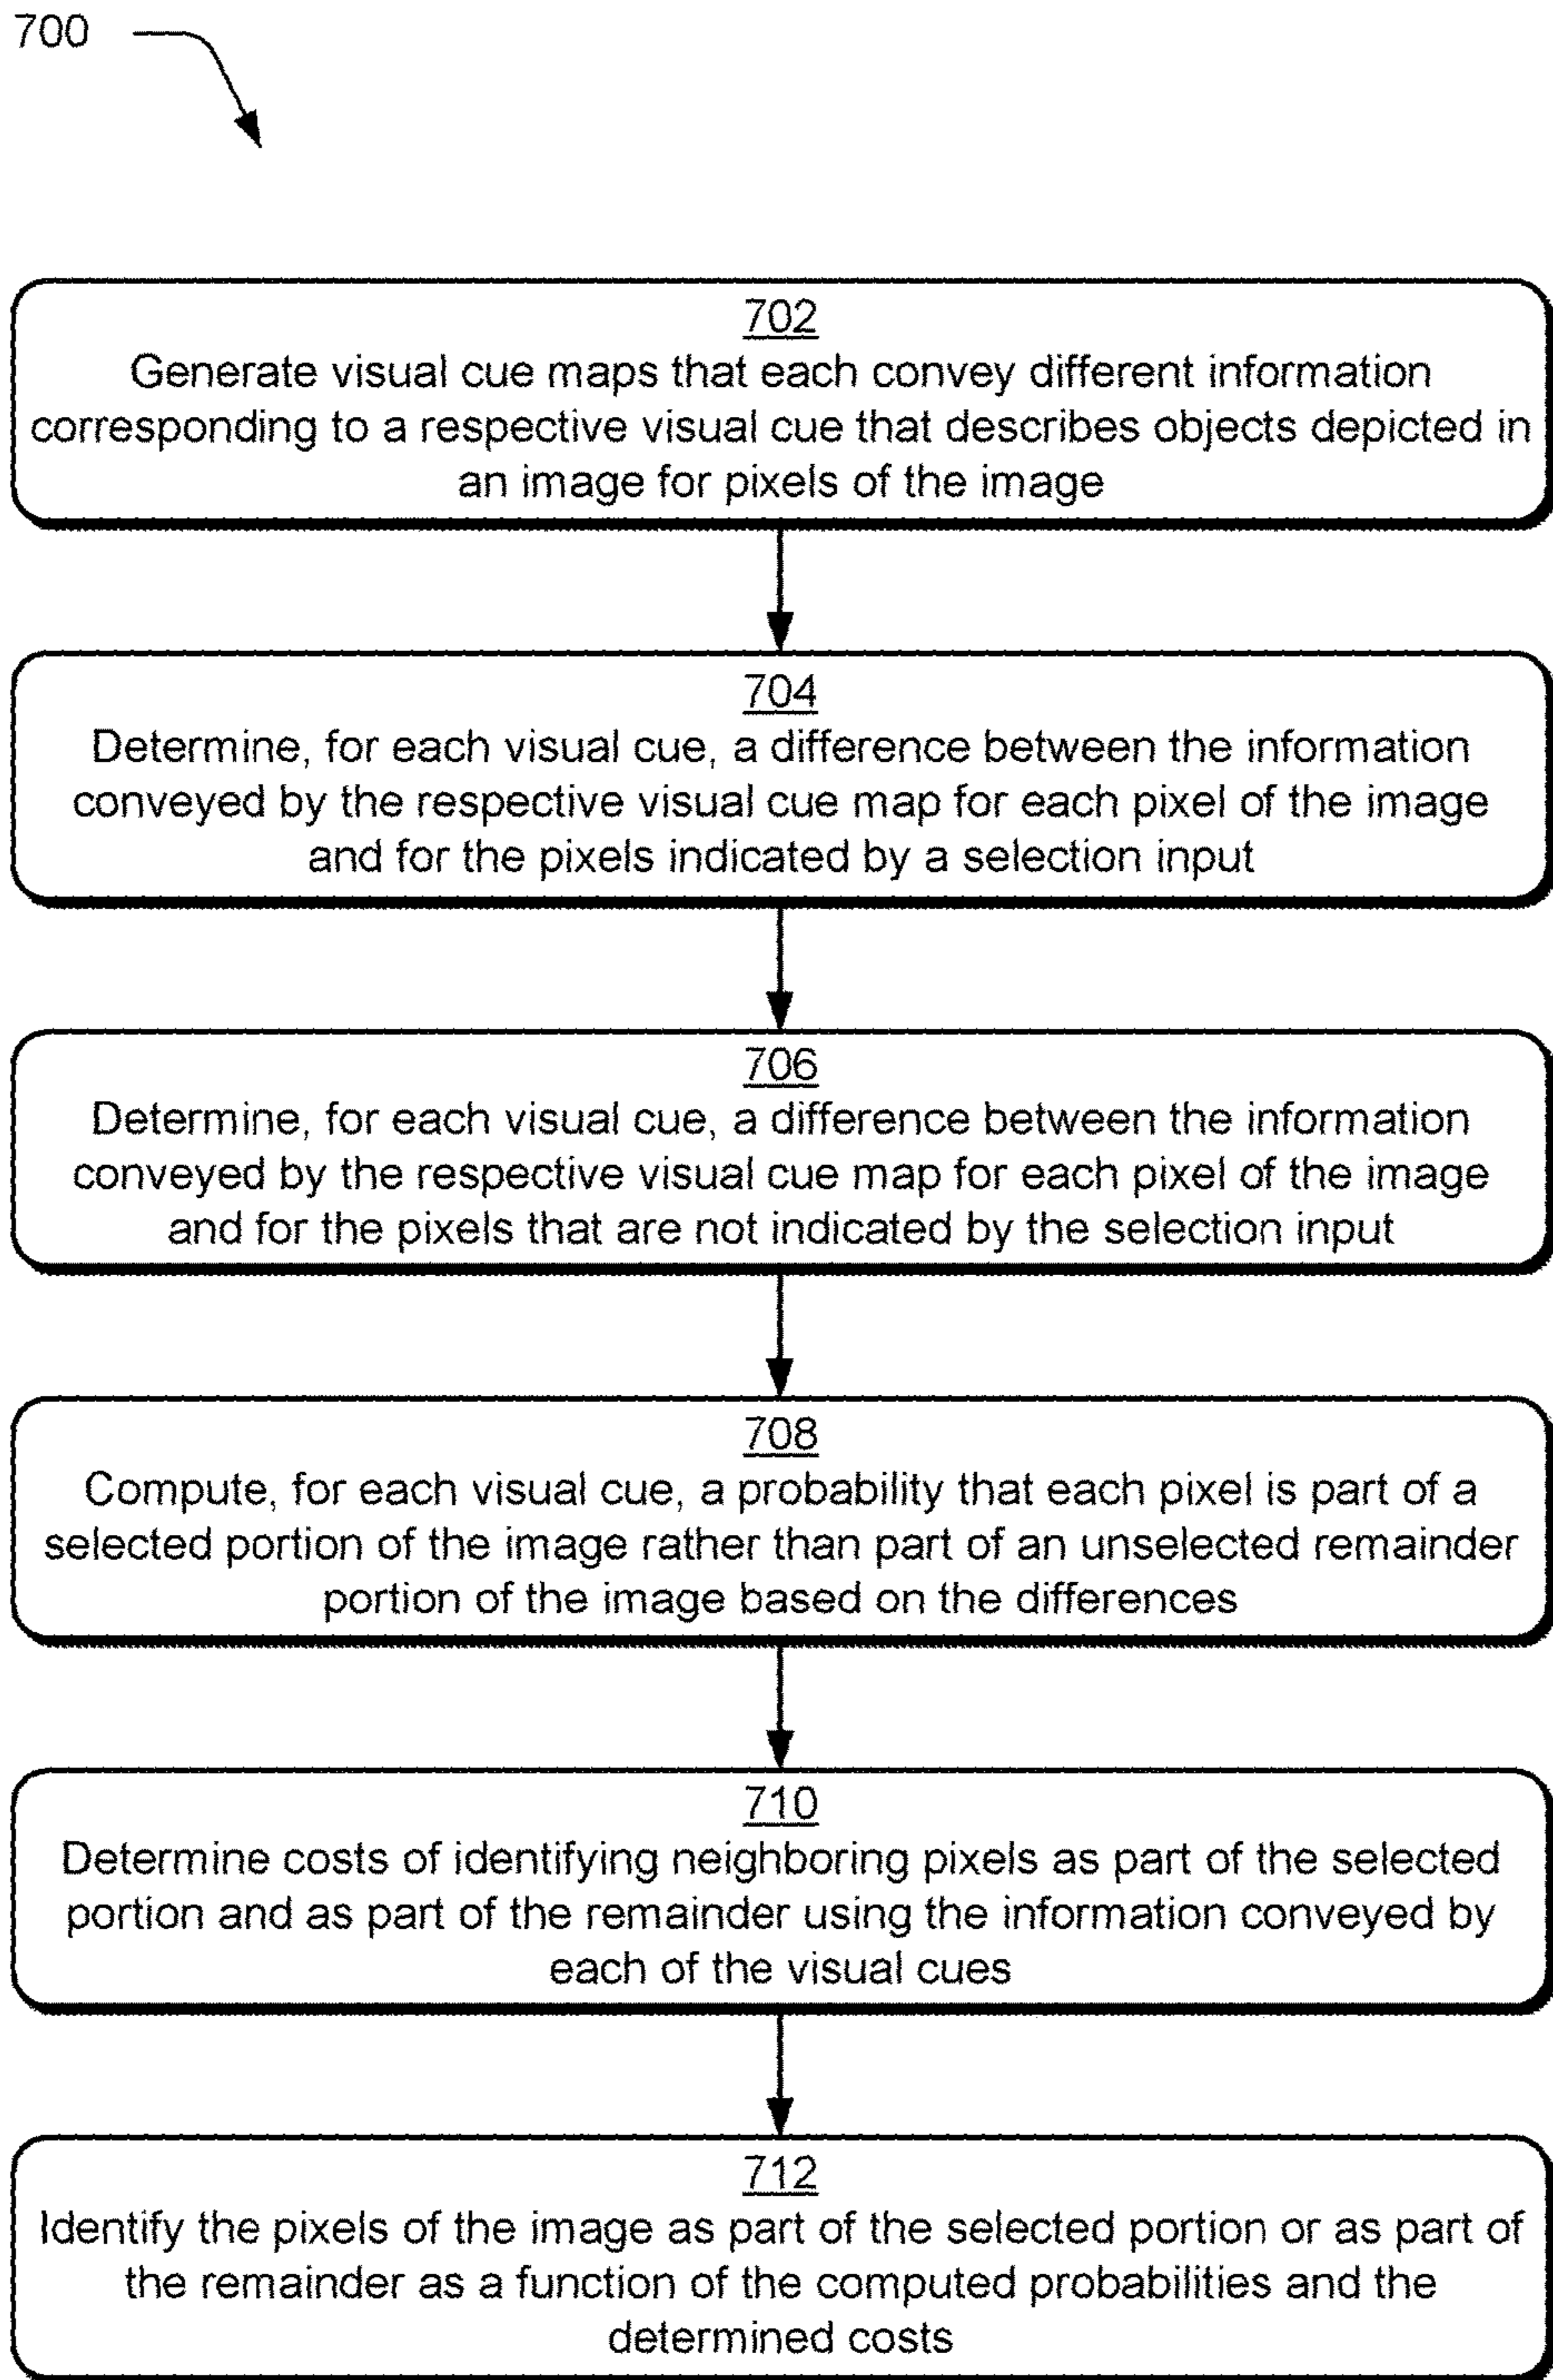 700
702
Generate visual cue maps that each convey different information
corresponding to a respective visual cue that describes objects depicted in
an image for pixels of the image
704
Determine, for each visual cue, a difference between the information
conveyed by the respective visual cue map for each pixel of the image
and for the pixels indicated by a selection input
706
Determine, for each visual cue, a difference between the information
conveyed by the respective visual cue map for each pixel of the image
and for the pixels that are not indicated by the selection input
708
Compute, for each visual cue, a probability that each pixel is part of a
selected portion of the image rather than part of an unselected remainder
portion of the image based on the differences
710
Determine costs of identifying neighboring pixels as part of the selected
portion and as part of the remainder using the information conveyed by
each of the visual cues
712
Identify the pixels of the image as part of the selected portion or as part of
the remainder as a function of the computed probabilities and the
determined costs